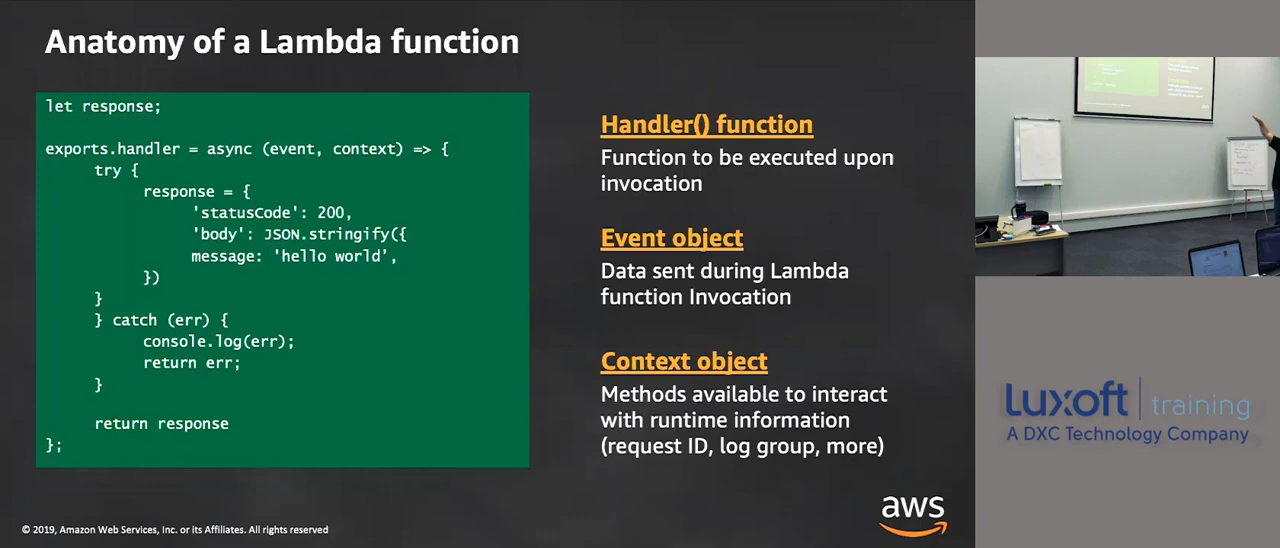 Anatomy of a Lambda function
let response;
exports.handler = async (event, context) => {
try {
response = {
'statusCode': 200,
'body': JSON.stringify({
message: 'hello world’,
})
}
} catch (err) {
console.log(err);
return err;
}
return response
};
Handler() function
Function to be executed upon
invocation
Event object
Data sent during Lambda
function Invocation
Context object
Methods available to interact
with runtime information
(request ID, log group, more)
aws
© 2019, Amazon Web Services, Inc. or its Affiliates. All rights reserved
luxoft training
A DXC Technology Company